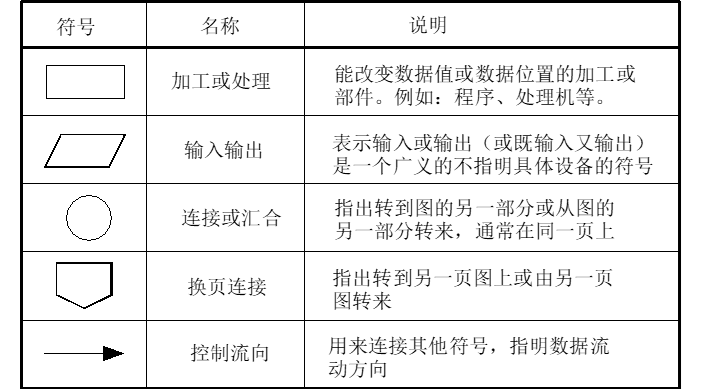 符号 名称 说明
加工或处理
能改变数据值或数据位置的加工或
部件。例如：程序、处理机等。
输入输出
表示输入或输出（或既输入又输出）
是一个广义的不指明具体设备的符号
连接或汇合
指出转到图的另一部分或从图的
另一部分转来，通常在同一页上
换页连接
指出转到另一页图上或由另一页
图转来
控制流向
用来连接其他符号，指明数据流
动方向